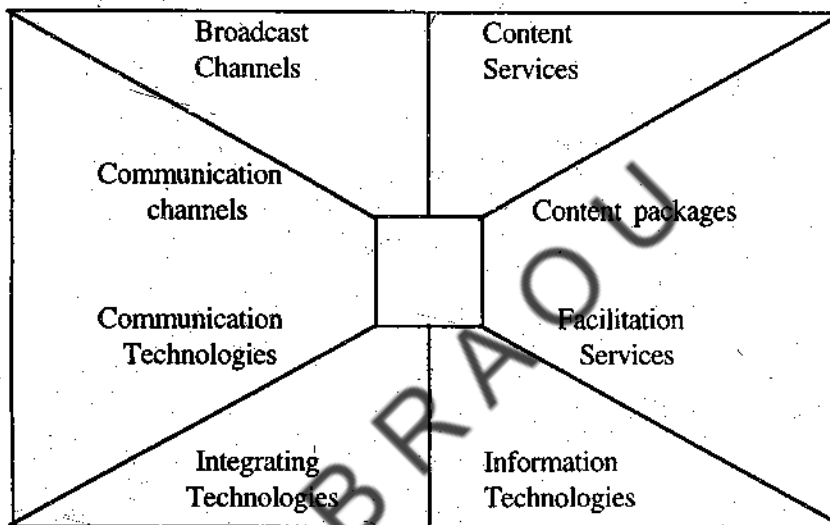 Broadcast
Channels
Content
Services
Communication
channels
Content packages
Communication
Technologies
Facilitation
Services
Integrating
Technologies
Information
Technologies
BRAOU